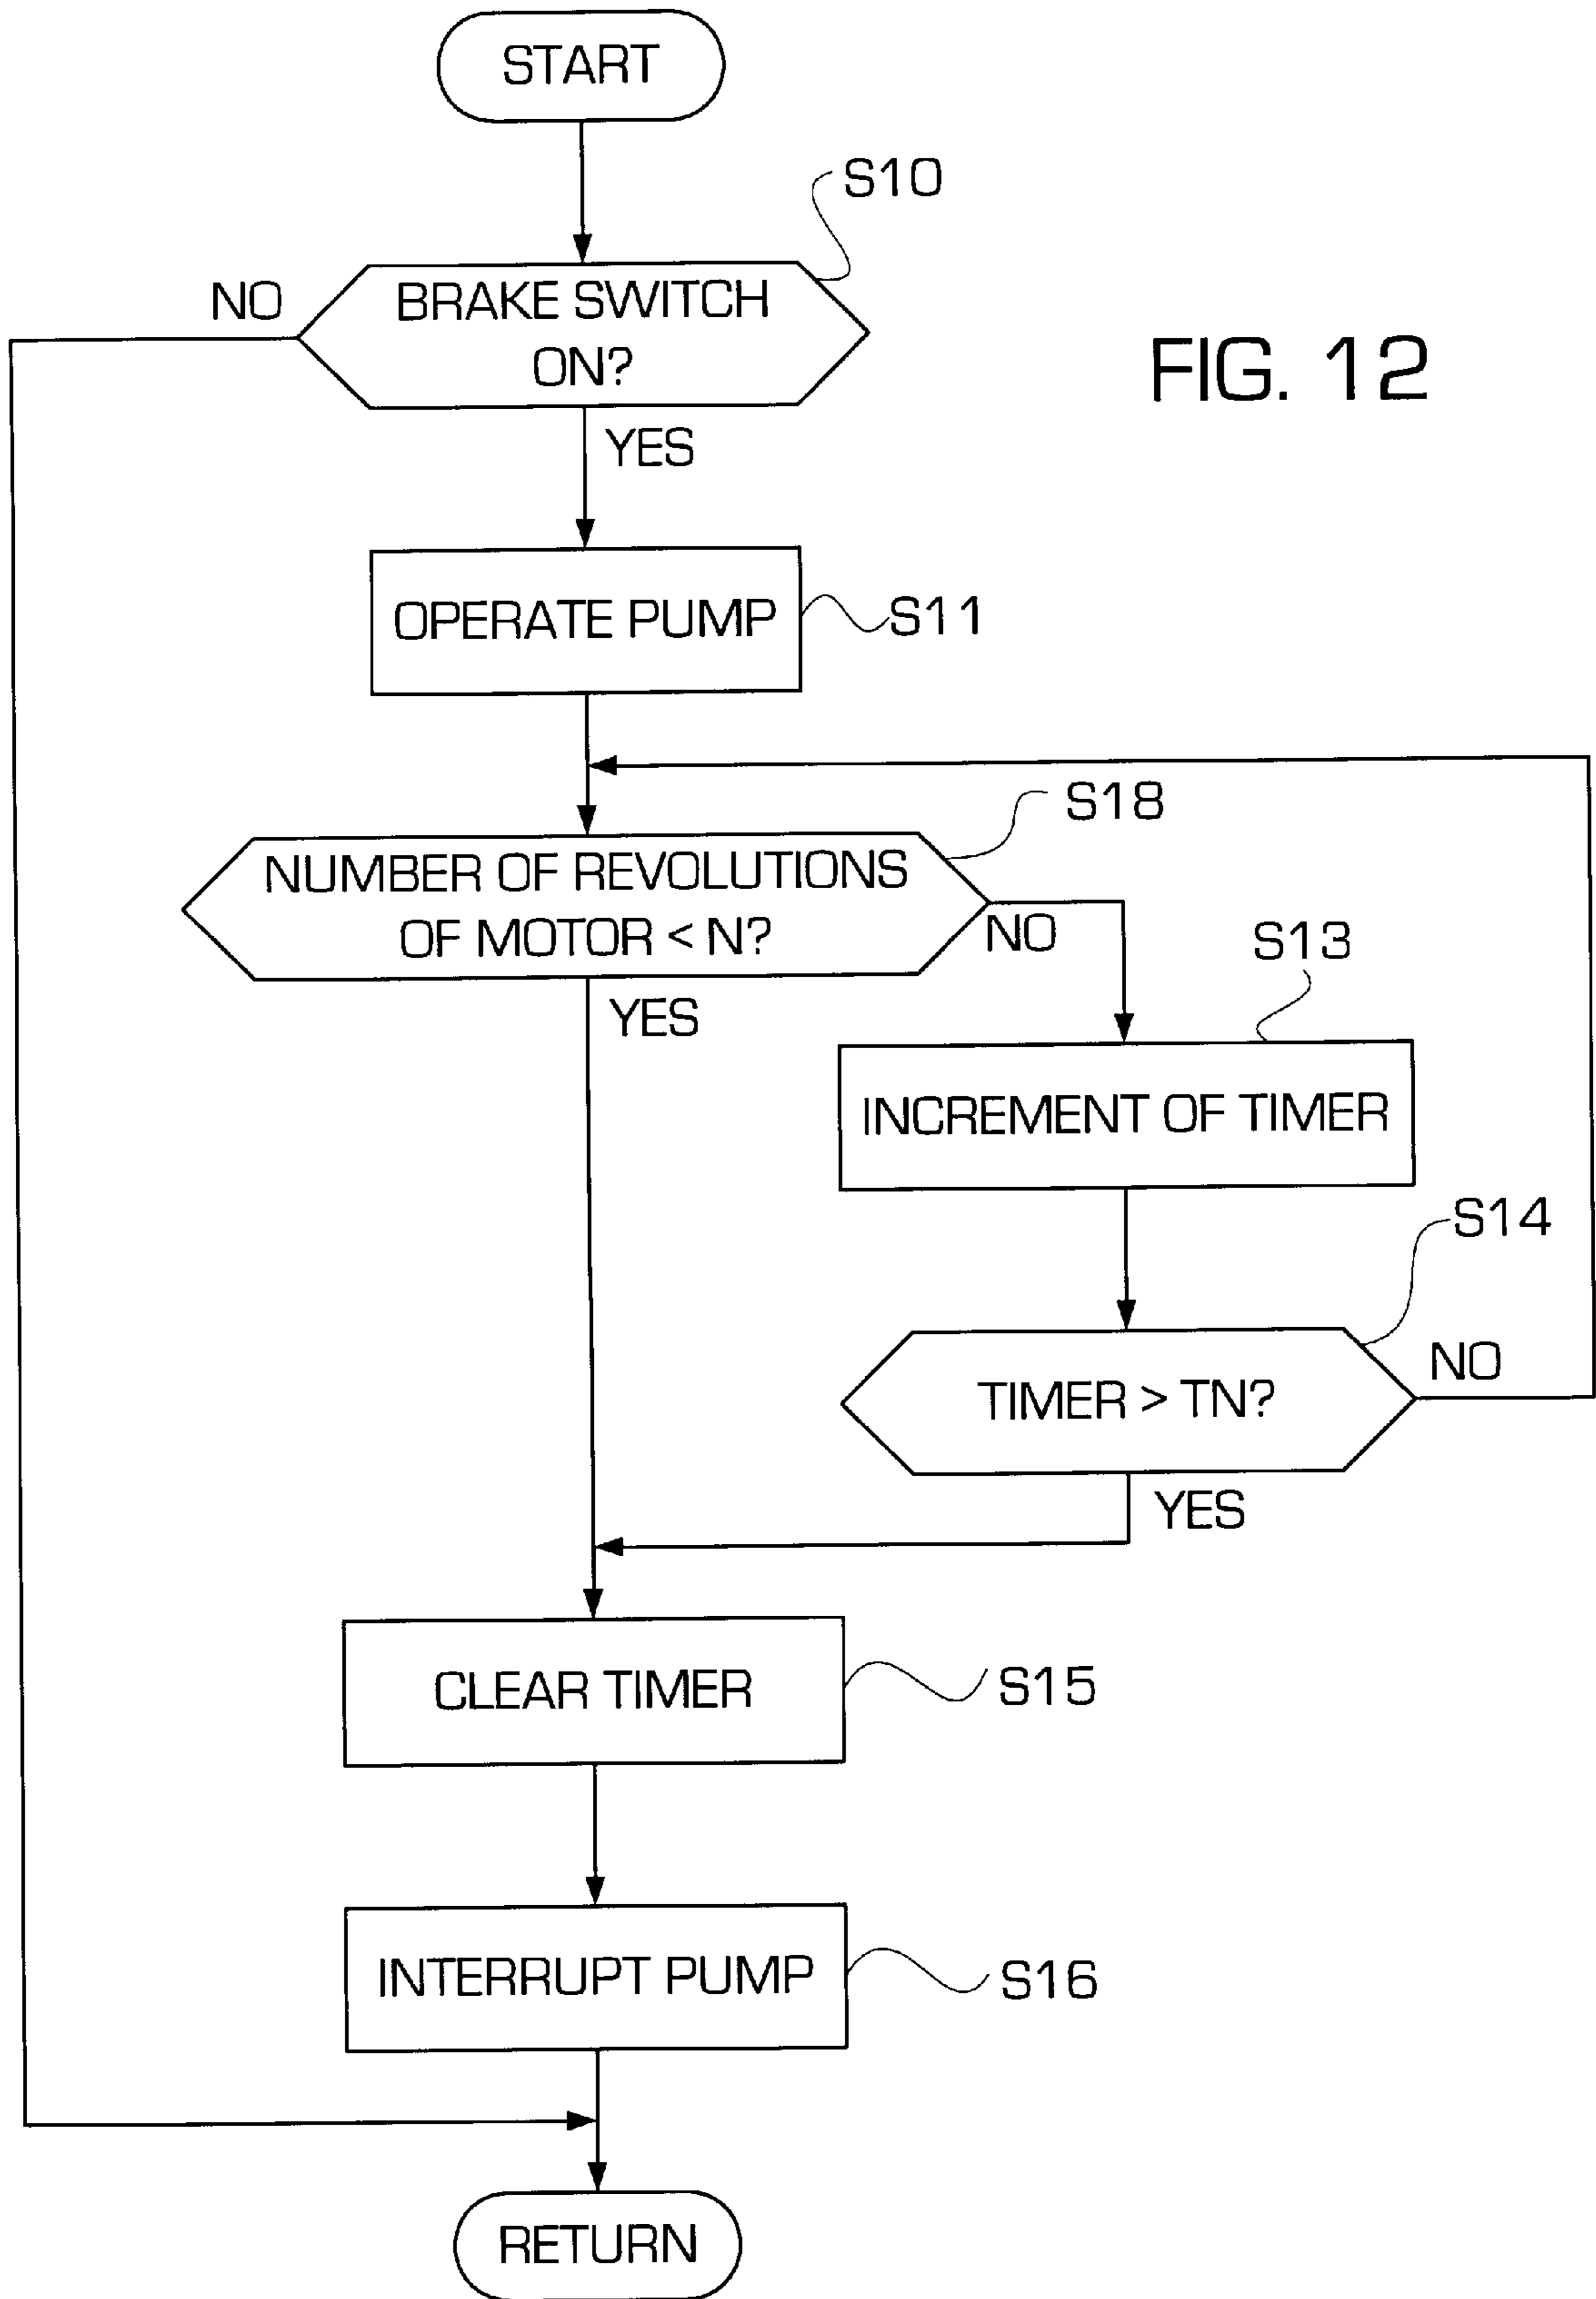 START
S10
NO
BRAKE SWITCH
ON?
FIG. 12
YES
OPERATE PUMP
S11
S18
NUMBER OF REVOLUTIONS
OF MOTOR < N?
NO
S13
YES
INCREMENT OF TIMER
S14
NO
TIMER > TN?
YES
CLEAR TIMER
S15
INTERRUPT PUMP
S16
RETURN